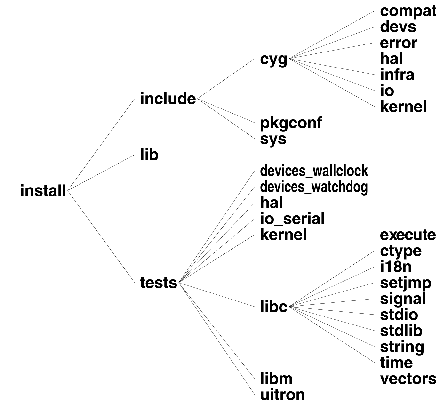 compat
devs
error
cyg
hal
infra
io
include
kernel
pkgconf
sys
lib
devices_wallclock
devices_watchdog
install
hal
io_serial
kernel
execute
ctype
i18n
tests
setjmp
signal
libc
stdio
stdlib
string
time
libm
vectors
uitron